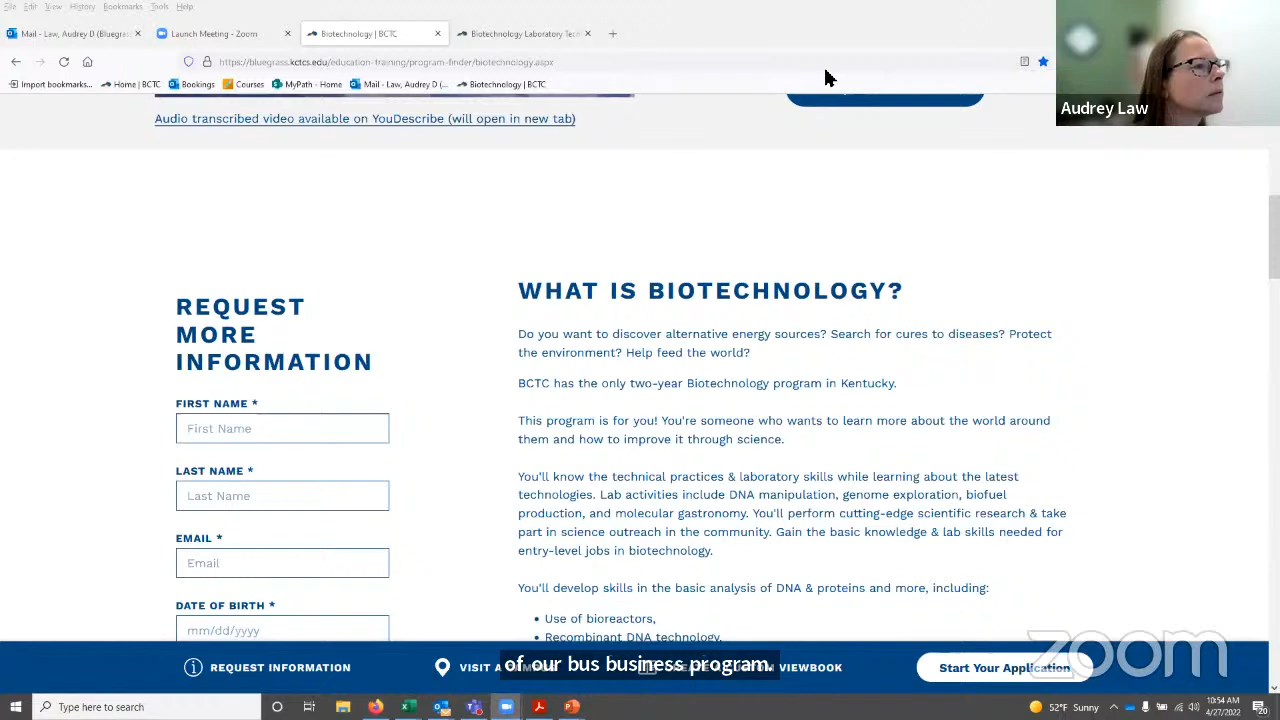 File Edit View History Bookmarks Tools Help
Mail - Law, Audrey D (Bluegras
Launch Meeting - Zoom
Biotechnology | BCTC
Biotechnology Laboratory Tec
https://bluegrass.kctcs.edu/education-training/program-finder/biotechnology.aspx
Import bookmarks...
Home | BCTC
Bookings
Courses
MyPath - Home
Mail - Law, Audrey D (...
Biotechnology | BCTC
Audrey Law
Audio transcribed video available on YouDescribe (will open in new tab)
REQUEST
MORE
INFORMATION
FIRST NAME *
First Name
LAST NAME *
Last Name
EMAIL *
Email
DATE OF BIRTH *
mm/dd/yyyy
WHAT IS BIOTECHNOLOGY?
Do you want to discover alternative energy sources? Search for cures to diseases? Protect
the environment? Help feed the world?
BCTC has the only two-year Biotechnology program in Kentucky.
This program is for you! You're someone who wants to learn more about the world around
them and how to improve it through science.
You'll know the technical practices & laboratory skills while learning about the latest
technologies. Lab activities include DNA manipulation, genome exploration, biofuel
production, and molecular gastronomy. You'll perform cutting-edge scientific research & take
part in science outreach in the community. Gain the basic knowledge & lab skills needed for
entry-level jobs in biotechnology.
You'll develop skills in the basic analysis of DNA & proteins and more, including:
• Use of bioreactors,
• Recombinant DNA technology,
REQUEST INFORMATION
VISIT A
VIEWBOOK
Start Your Application
of our bus business program.
zoom
Type here to search
52°F Sunny
10:54 AM
4/27/2022
20